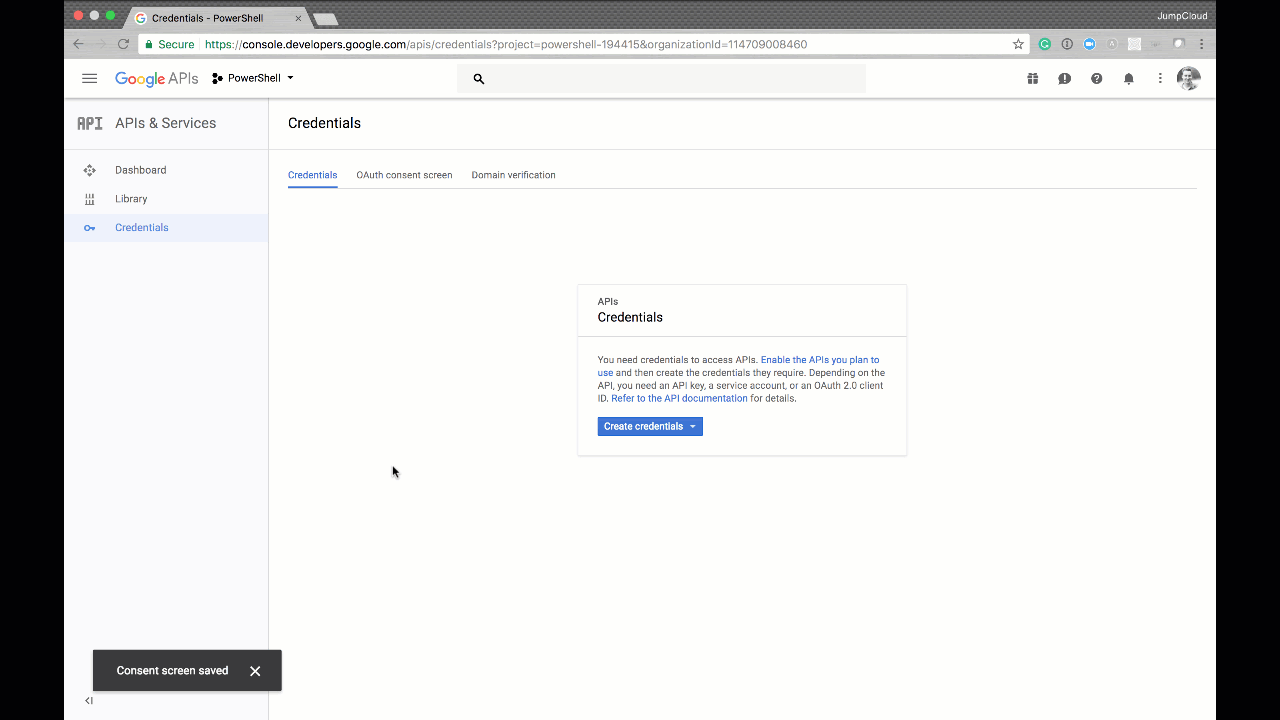 Credentials - PowerShell
JumpCloud
Secure https://console.developers.google.com/apis/credentials?project=powershell-194415&organizationId=114709008460
Google APIs PowerShell
API APIs & Services
Credentials
Dashboard
Library
Credentials
Credentials OAuth consent screen Domain verification
APIs
Credentials
You need credentials to access APIs. Enable the APIs you plan to
use and then create the credentials they require. Depending on the
API, you need an API key, a service account, or an OAuth 2.0 client
ID. Refer to the API documentation for details.
Create credentials
Consent screen saved